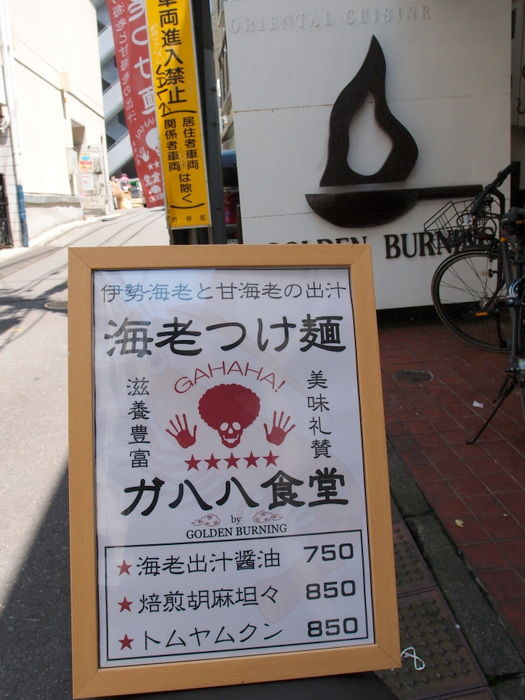 ORIENTAL CUISINE
車両進入禁止
居住者車両
関係者車両
は除く
GOLDEN BURNING
伊勢海老と甘海老の出汁
海老つけ麺
GAHAHA!
滋養豊富
美味礼賛
ガハハ食堂
by
GOLDEN BURNING
★海老出汁醤油 750
★焙煎胡麻坦々 850
★トムヤムクン 850